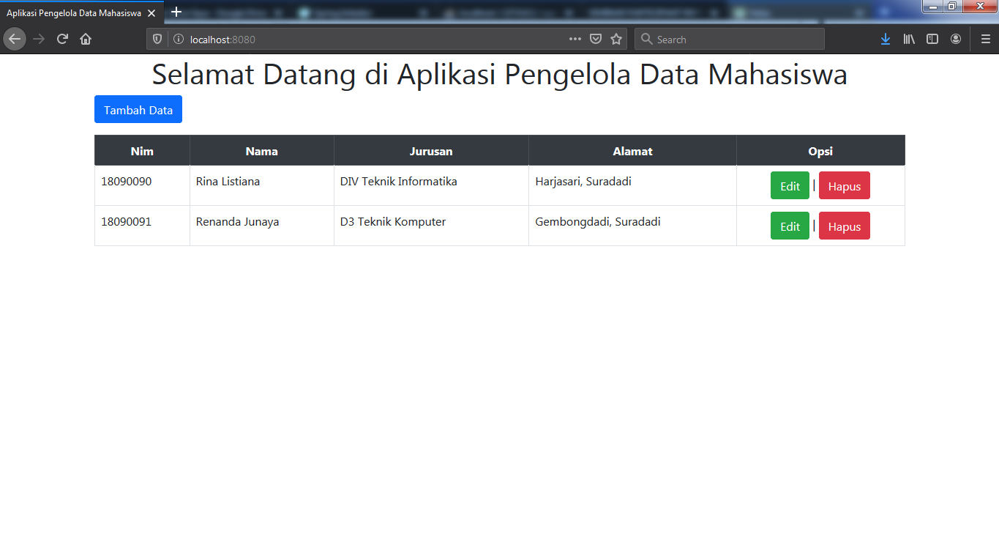 Aplikasi Pengelola Data Mahasiswa
localhost:8080
Search
Selamat Datang di Aplikasi Pengelola Data Mahasiswa
Tambah Data
Nim Nama Jurusan Alamat Opsi
18090090 Rina Listiana DIV Teknik Informatika Harjasari, Suradadi Edit | Hapus
18090091 Renanda Junaya D3 Teknik Komputer Gembongdadi, Suradadi Edit | Hapus